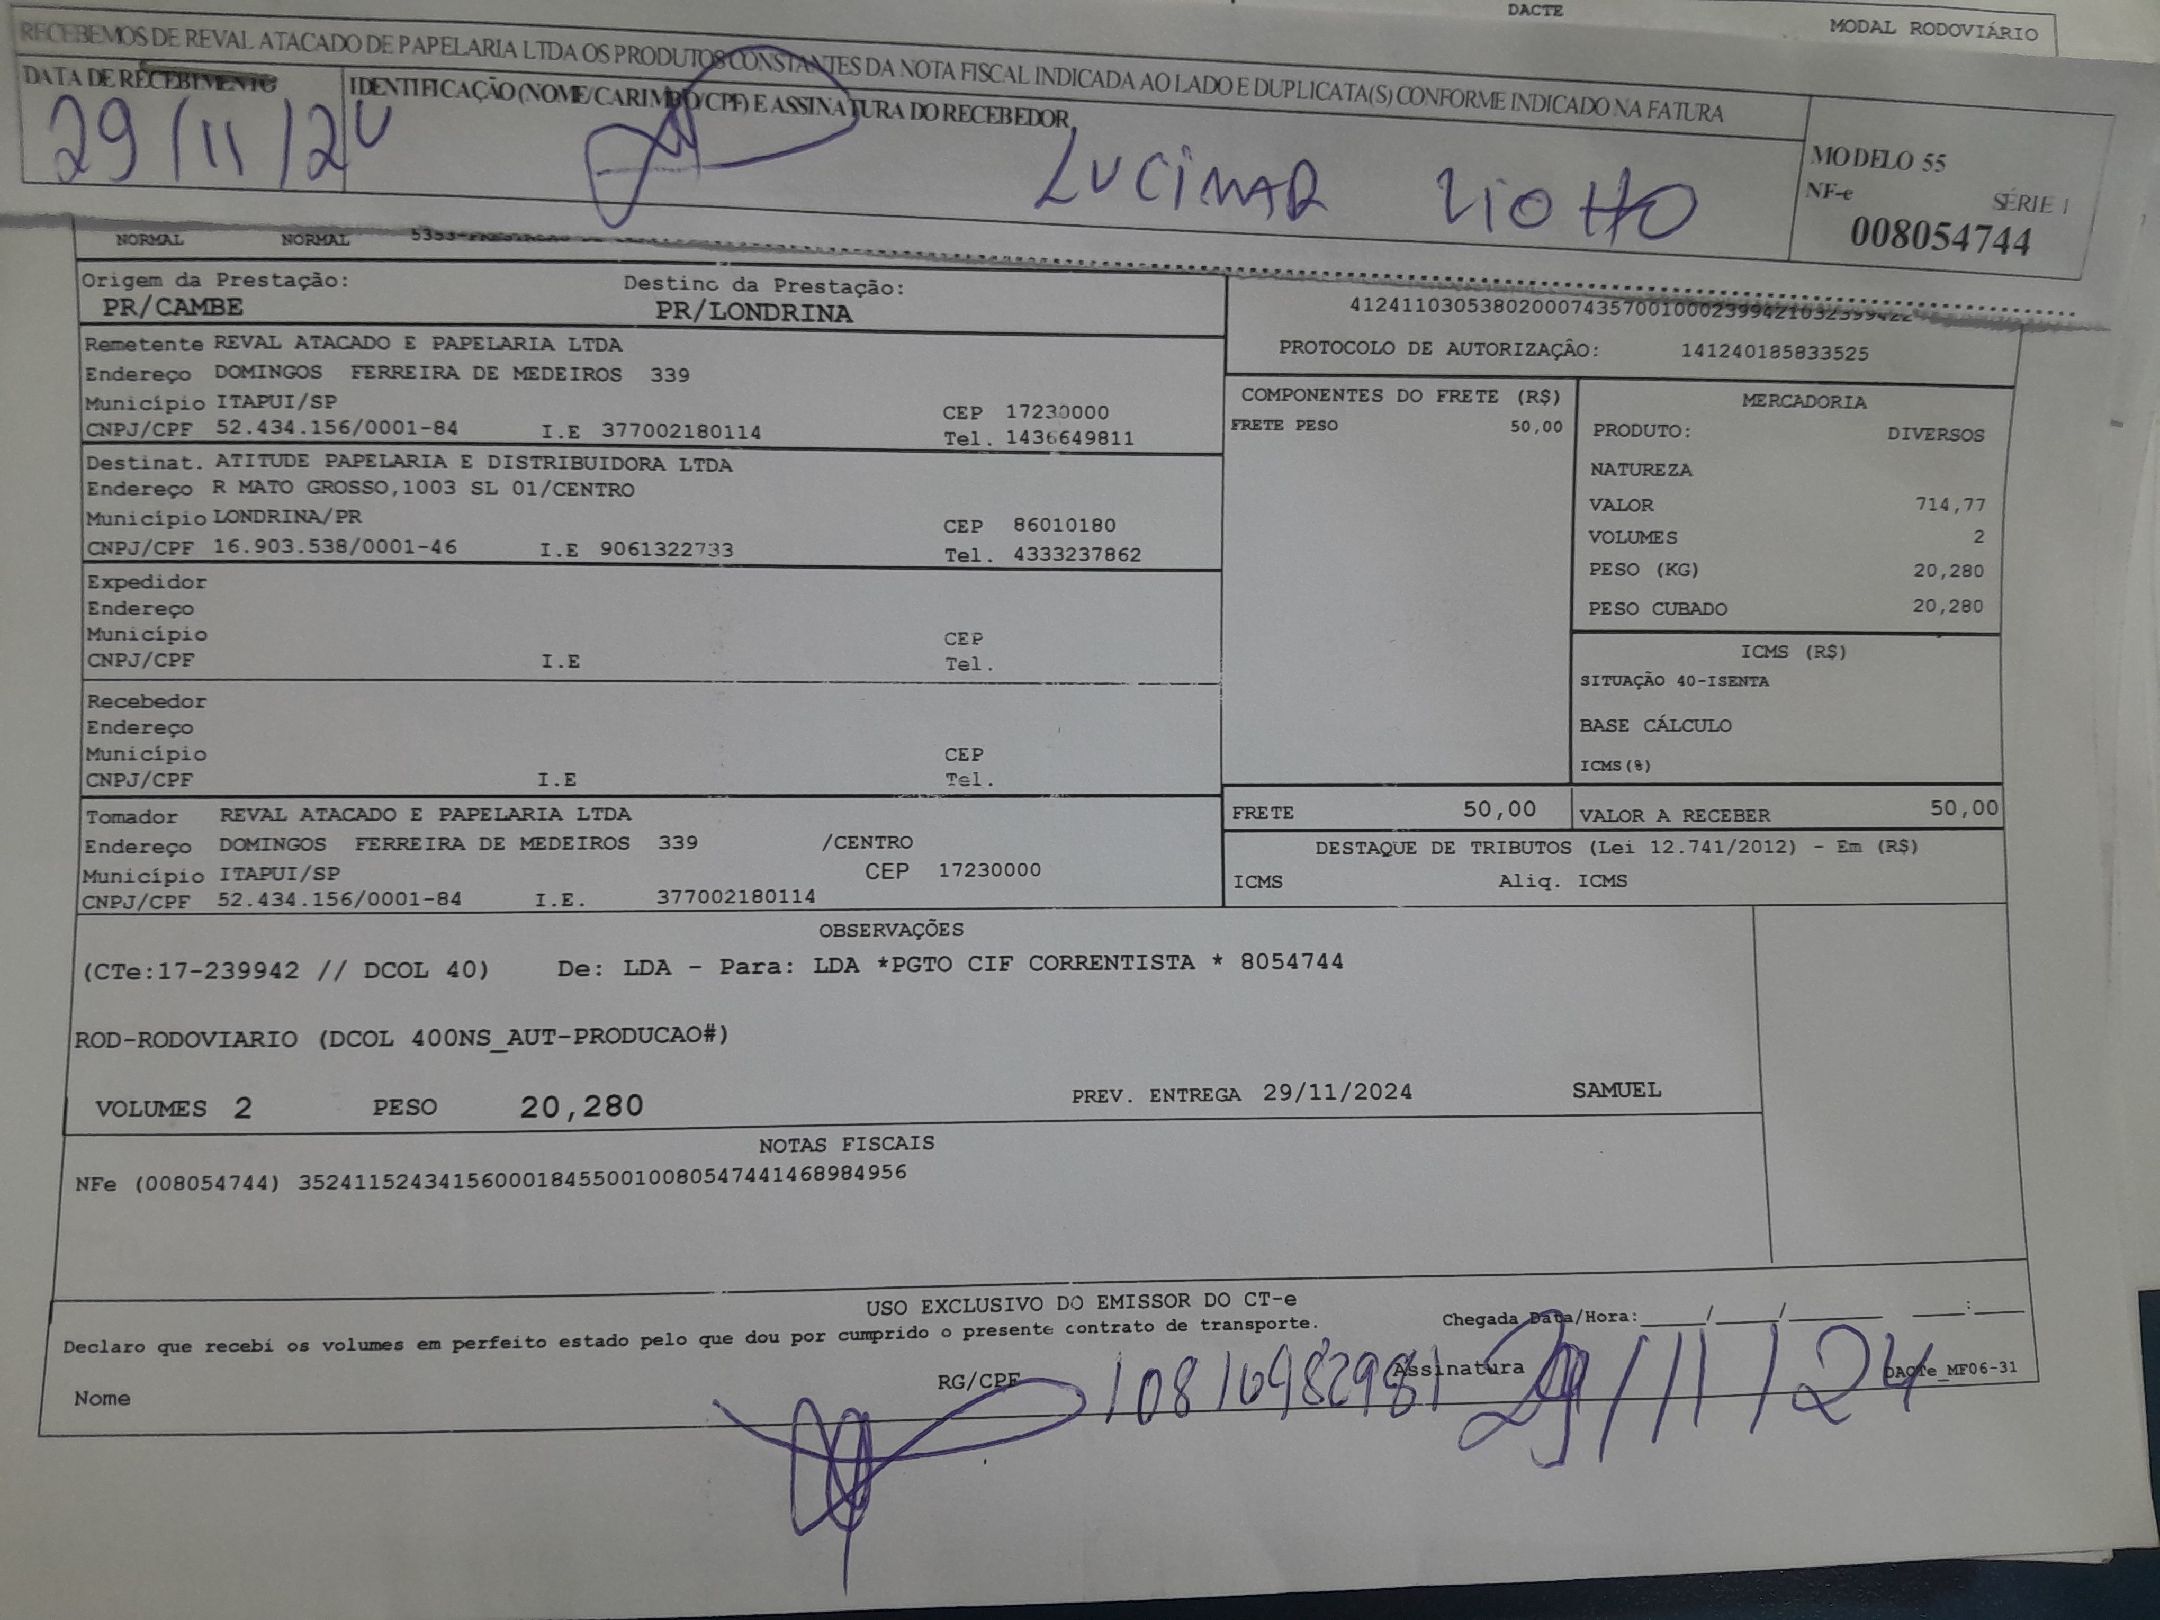 DACTE
MODAL RODOVIÁRIO
RECEBEMOS DE REVAL ATACADO DE PAPELARIA LTDA OS PRODUTOS CONSTANTES DA NOTA FISCAL INDICADA AO LADO E DUPLICATA(S) CONFORME INDICADO NA FATURA
DATA DE RECEBIMENTO IDENTIFICAÇÃO (NOME/CARIMBO/CPF) E ASSINATURA DO RECEBEDOR
29/11/24 LUCIMAR LIOTTO
MODELO 55
NF-e SÉRIE 1
008054744
NORMAL NORMAL
Origem da Prestação: Destino da Prestação:
PR/CAMBE PR/LONDRINA
PROTOCOLO DE AUTORIZAÇÃO: 141240185833525
Remetente REVAL ATACADO E PAPELARIA LTDA
Endereço DOMINGOS FERREIRA DE MEDEIROS 339
Município ITAPUI/SP CEP 17230000
CNPJ/CPF 52.434.156/0001-84 I.E 377002180114 Tel. 1436649811
Destinat. ATITUDE PAPELARIA E DISTRIBUIDORA LTDA
Endereço R MATO GROSSO,1003 SL 01/CENTRO
Município LONDRINA/PR CEP 86010180
CNPJ/CPF 16.903.538/0001-46 I.E 9061322733 Tel. 4333237862
Expedidor
Endereço
Município CEP
CNPJ/CPF I.E Tel.
Recebedor
Endereço
Município CEP
CNPJ/CPF I.E Tel.
Tomador REVAL ATACADO E PAPELARIA LTDA
Endereço DOMINGOS FERREIRA DE MEDEIROS 339 /CENTRO
Município ITAPUI/SP CEP 17230000
CNPJ/CPF 52.434.156/0001-84 I.E. 377002180114
COMPONENTES DO FRETE (R$)
FRETE PESO 50,00
MERCADORIA
PRODUTO: DIVERSOS
NATUREZA
VALOR 714,77
VOLUMES 2
PESO (KG) 20,280
PESO CUBADO 20,280
ICMS (R$)
SITUAÇÃO 40-ISENTA
BASE CÁLCULO
ICMS(%)
FRETE 50,00 VALOR A RECEBER 50,00
DESTAQUE DE TRIBUTOS (Lei 12.741/2012) - Em (R$)
ICMS Aliq. ICMS
OBSERVAÇÕES
(CTe:17-239942 // DCOL 40) De: LDA - Para: LDA *PGTO CIF CORRENTISTA * 8054744
ROD-RODOVIARIO (DCOL 400NS_AUT-PRODUCAO#)
VOLUMES 2 PESO 20,280 PREV. ENTREGA 29/11/2024 SAMUEL
NOTAS FISCAIS
NFe (008054744) 35241152434156000184550010080547441468984956
USO EXCLUSIVO DO EMISSOR DO CT-e
Declaro que recebi os volumes em perfeito estado pelo que dou por cumprido o presente contrato de transporte. Chegada Data/Hora:____/____/______ ____:____
Nome RG/CPF 10816982981 Assinatura 29/11/24 DACTe_MF06-31